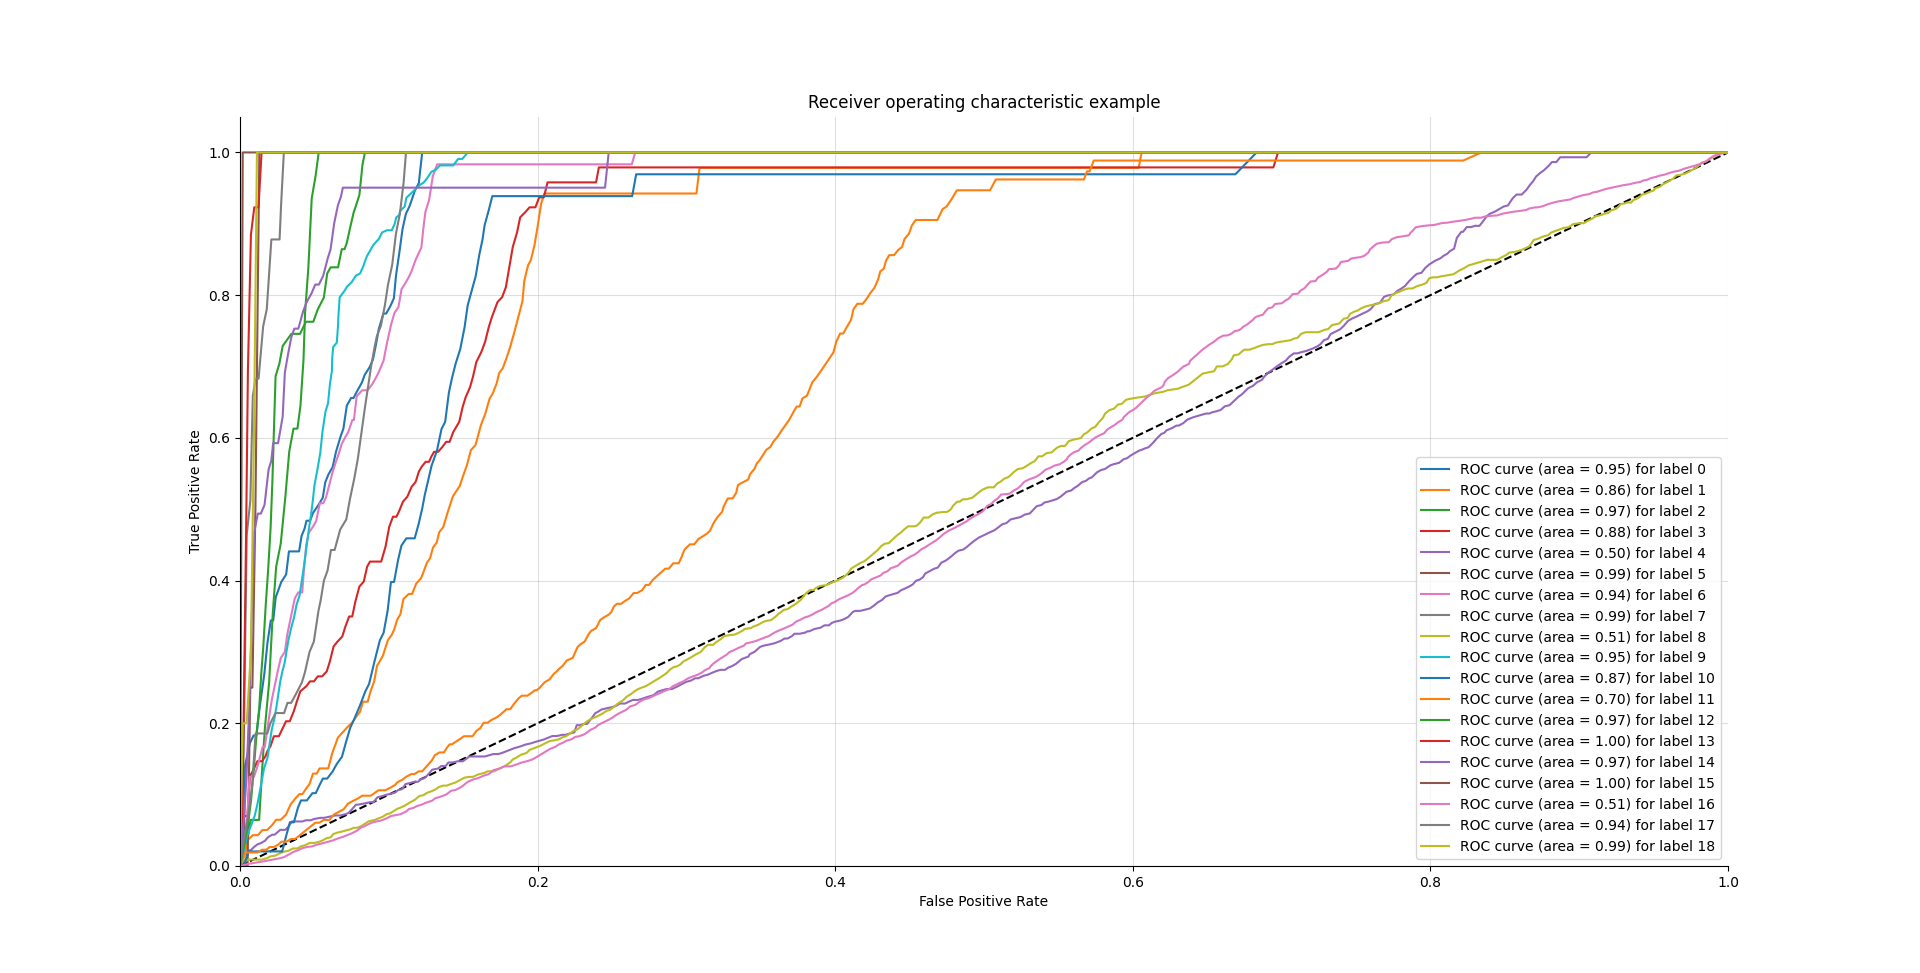 Receiver operating characteristic example
True Positive Rate
1.0
0.8
0.6
0.4
0.2
0.0
ROC curve (area = 0.95) for label 0
ROC curve (area = 0.86) for label 1
ROC curve (area = 0.97) for label 2
ROC curve (area = 0.88) for label 3
ROC curve (area = 0.50) for label 4
ROC curve (area = 0.99) for label 5
ROC curve (area = 0.94) for label 6
ROC curve (area = 0.99) for label 7
ROC curve (area = 0.51) for label 8
ROC curve (area = 0.95) for label 9
ROC curve (area = 0.87) for label 10
ROC curve (area = 0.70) for label 11
ROC curve (area = 0.97) for label 12
ROC curve (area = 1.00) for label 13
ROC curve (area = 0.97) for label 14
ROC curve (area = 1.00) for label 15
ROC curve (area = 0.51) for label 16
ROC curve (area = 0.94) for label 17
ROC curve (area = 0.99) for label 18
0.0 0.2 0.4 0.6 0.8 1.0
False Positive Rate